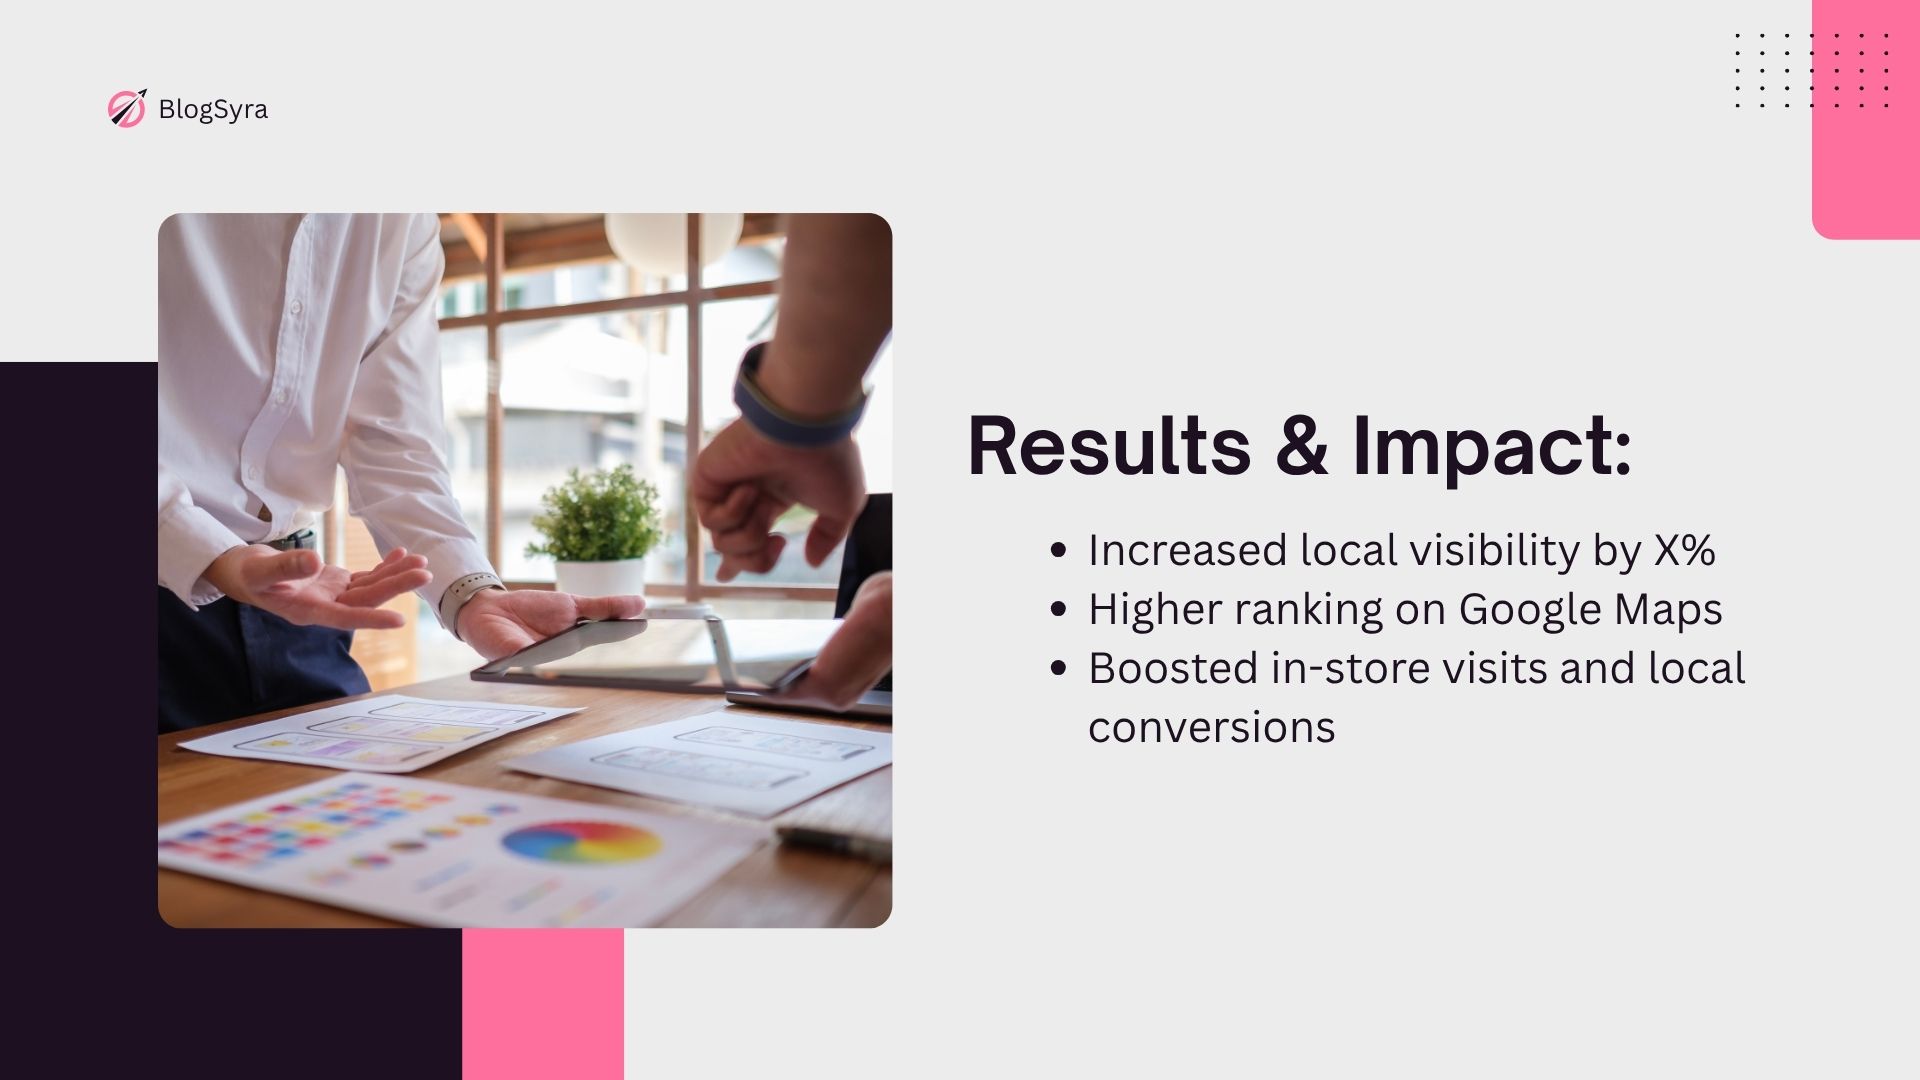 BlogSyra
Results & Impact:
• Increased local visibility by X%
• Higher ranking on Google Maps
• Boosted in-store visits and local
conversions